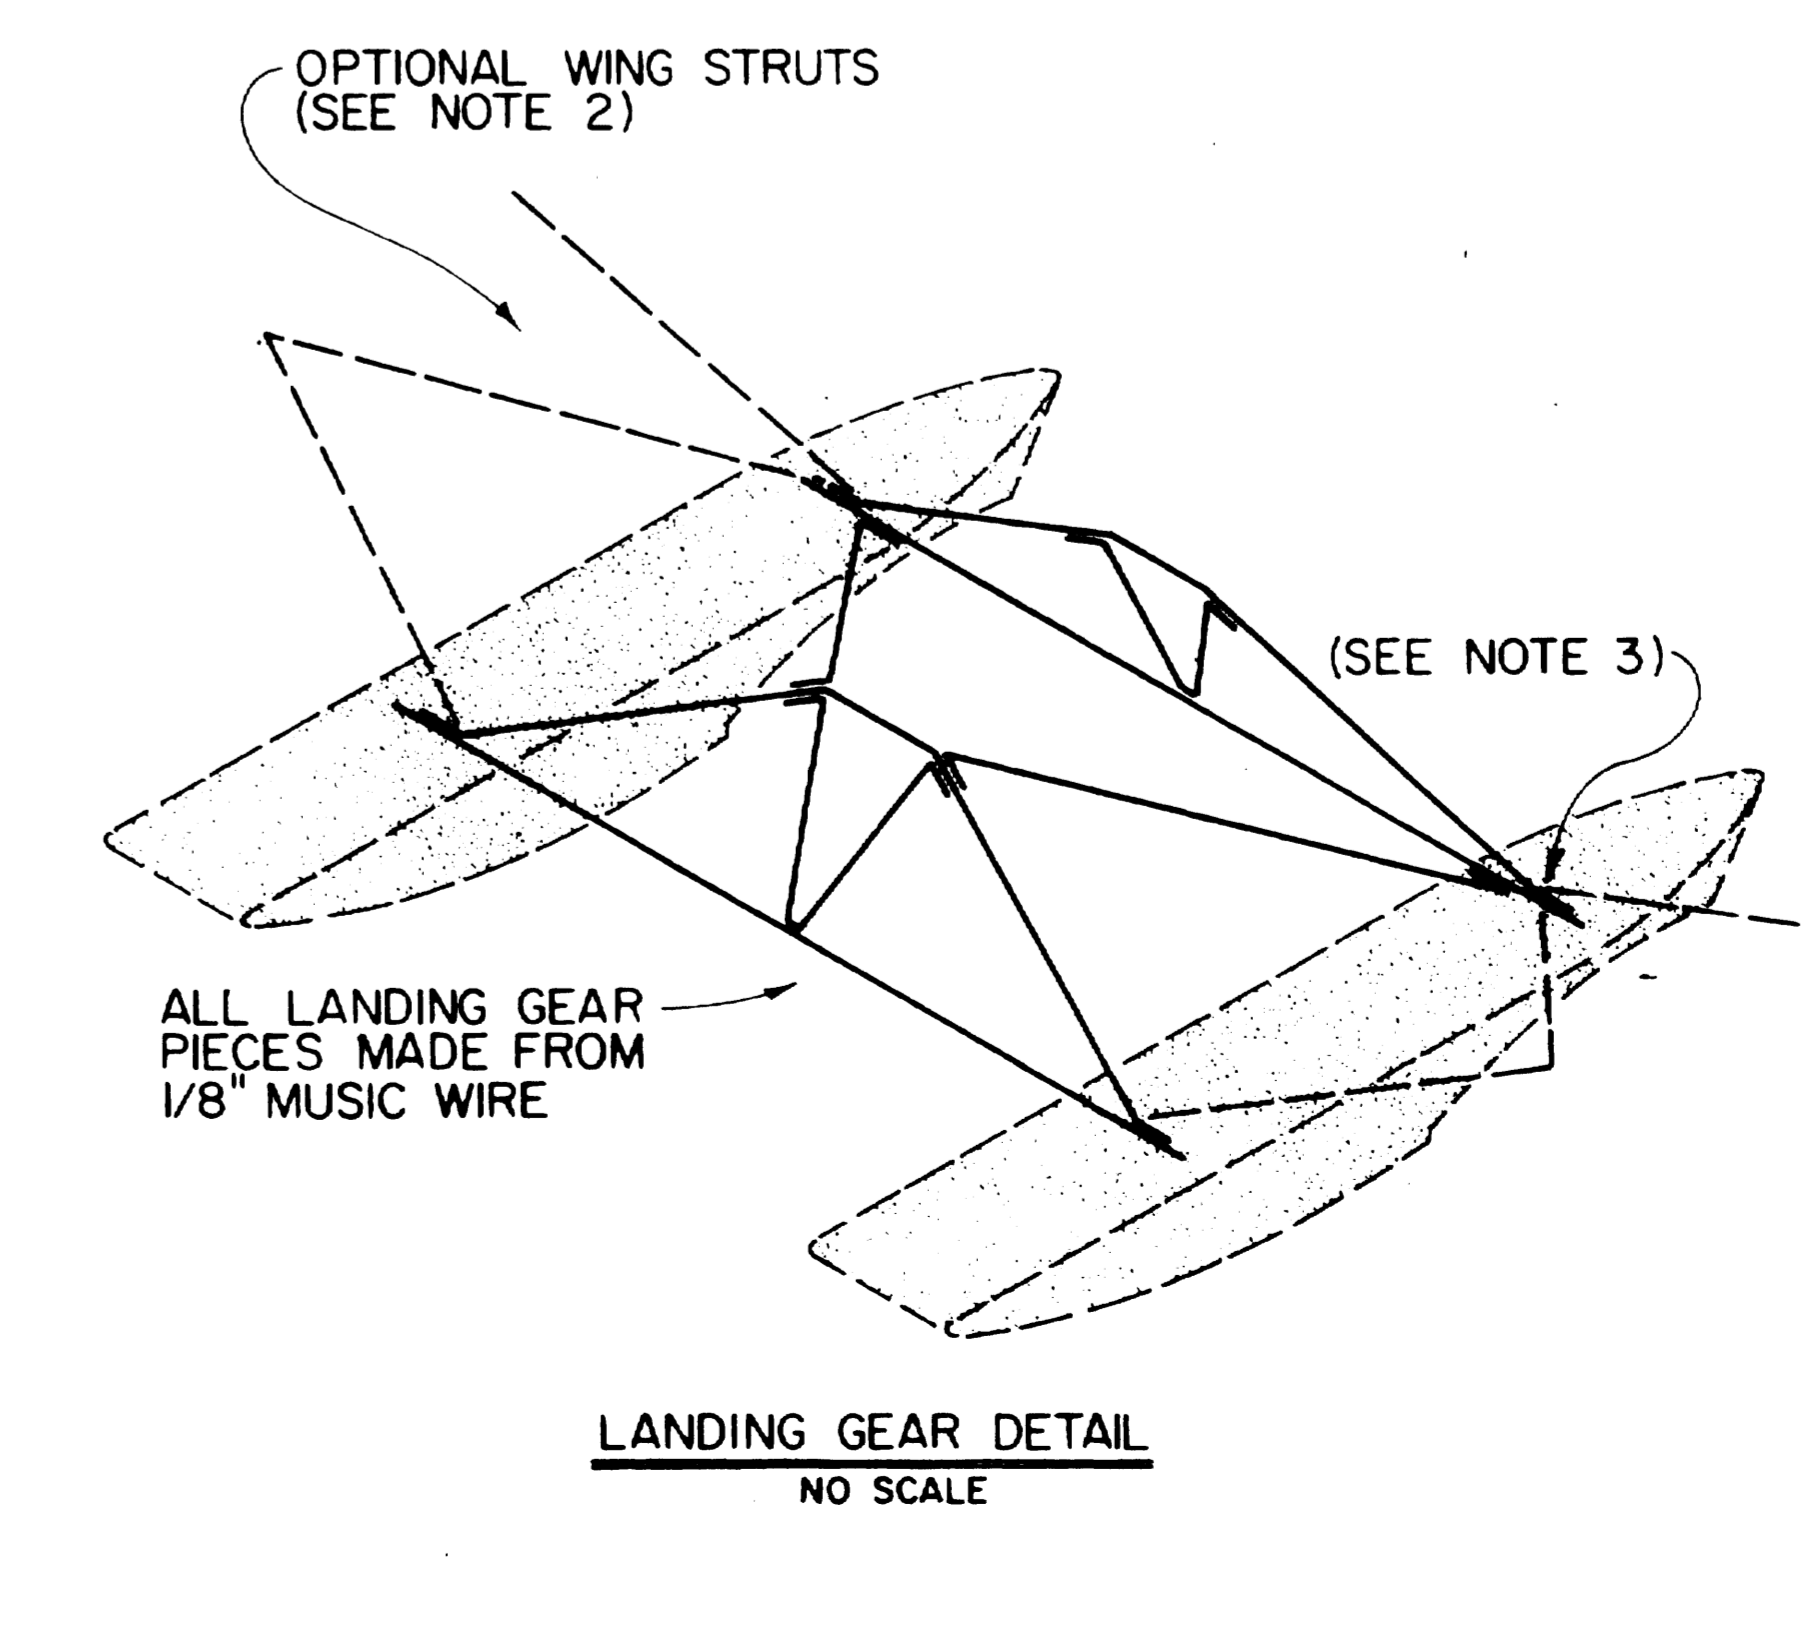 OPTIONAL WING STRUTS
(SEE NOTE 2)
(SEE NOTE 3)
ALL LANDING GEAR
PIECES MADE FROM
1/8" MUSIC WIRE
LANDING GEAR DETAIL
NO SCALE